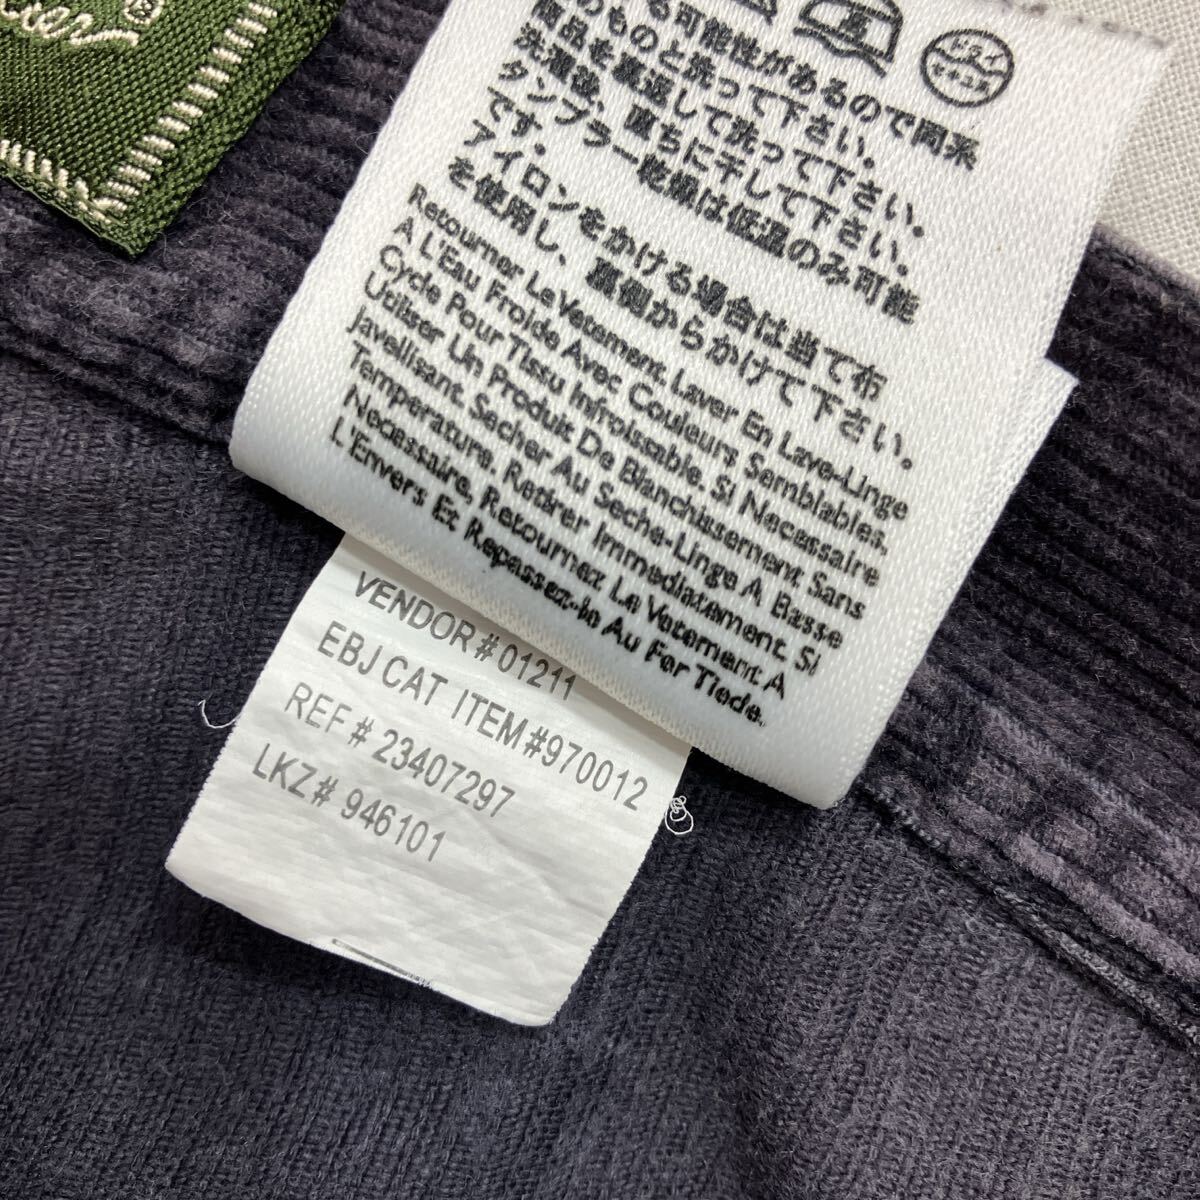 も可能性があるので関系
のものと洗って下さい。
商品を裏返して洗って下さい。
洗濯後、直ちに干して下さい。
タンブラー乾燥は低温のみ可能
です。
アイロンをかける場合は当て布
を使用し、裏側からかけて下さい。
Retourner Le Vetement. Laver En Lave-Linge
A L'Eau Froide Avec Couleurs Semblables,
Cycle Pour Tissu Infroissable. Si Necessaire
Utiliser Un Produit De Blanchissement Sans
Javellisant. Secher Au Seche-Linge A Basse
Temperature. Retirer Immediatement. Si
Necessaire, Retournez Le Vetement A
L'Envers Et Repassez-le Au Fer Tiede.
VENDOR # 01211
EBJ CAT ITEM #970012
REF # 23407297
LKZ # 946101